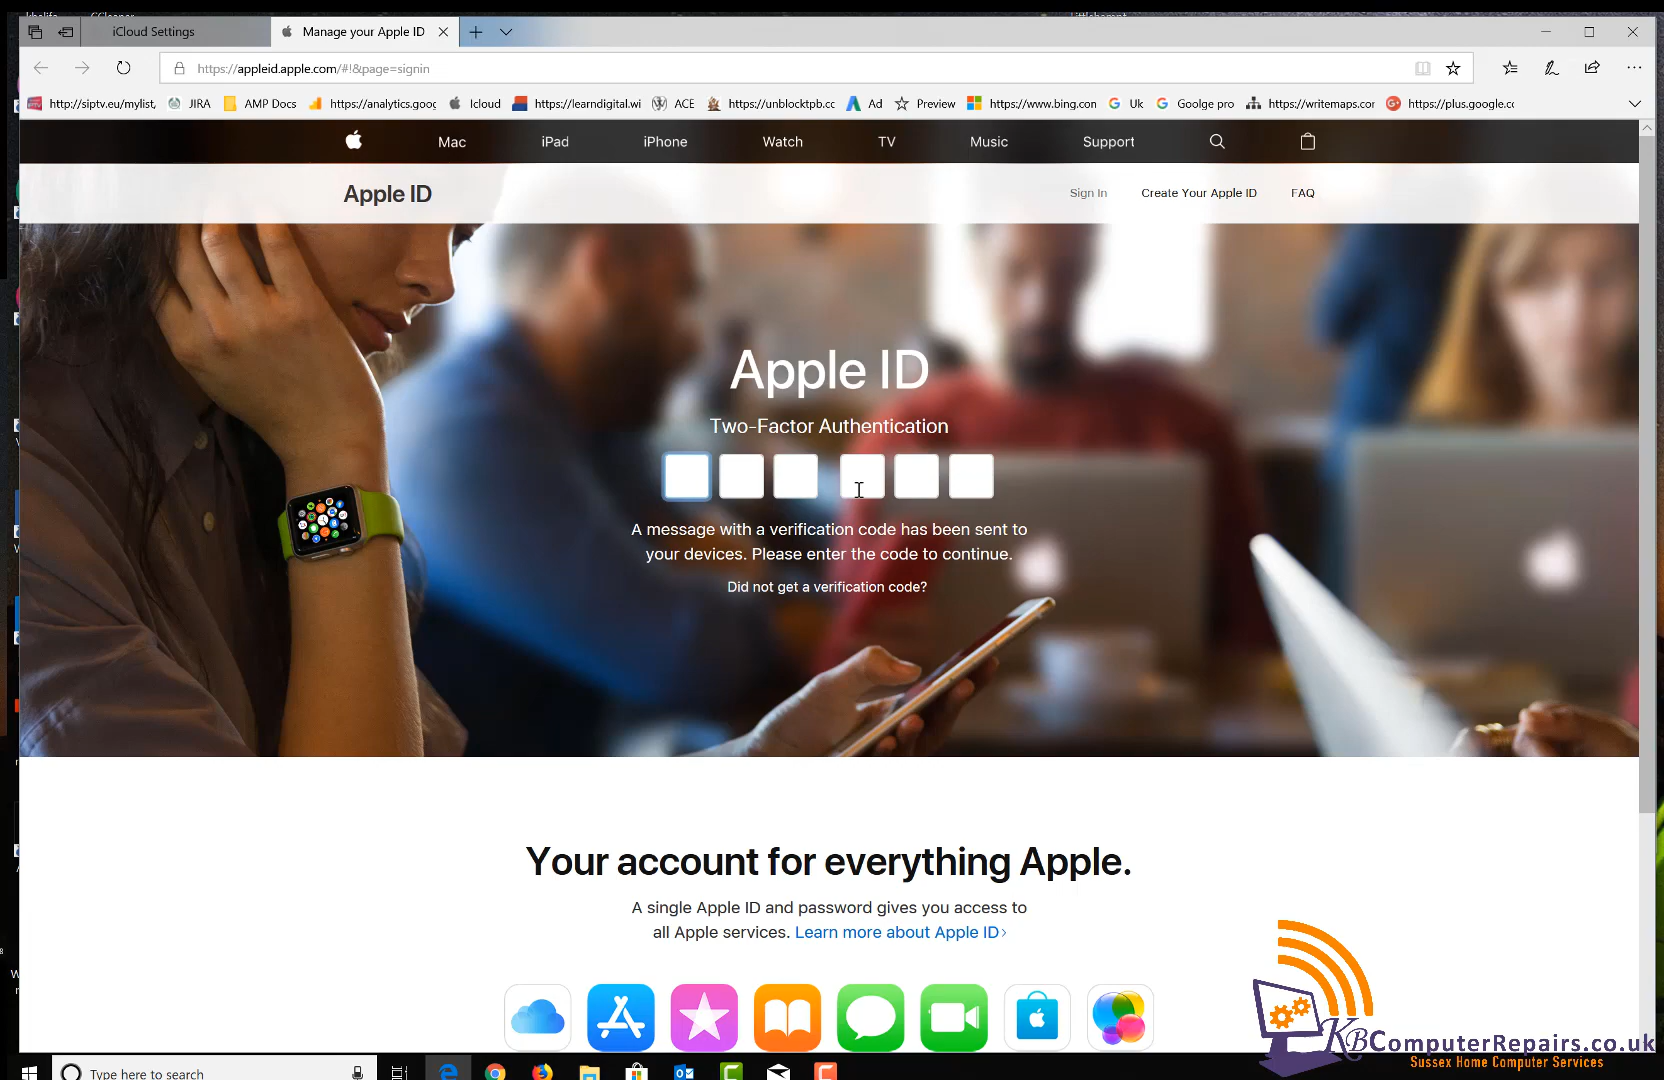 khalifa CCleaner Littlehampt
iCloud Settings Manage your Apple ID
https://appleid.apple.com/#!&page=signin
http://siptv.eu/mylist, JIRA AMP Docs https://analytics.goog Icloud https://learndigital.wi ACE https://unblocktpb.cc Ad Preview https://www.bing.com Uk Goolge pro https://writemaps.con https://plus.google.cc
Mac iPad iPhone Watch TV Music Support
Apple ID Sign In Create Your Apple ID FAQ
Apple ID
Two-Factor Authentication
A message with a verification code has been sent to
your devices. Please enter the code to continue.
Did not get a verification code?
Your account for everything Apple.
A single Apple ID and password gives you access to
all Apple services. Learn more about Apple ID
KBComputerRepairs.co.uk
Sussex Home Computer Services
Type here to search